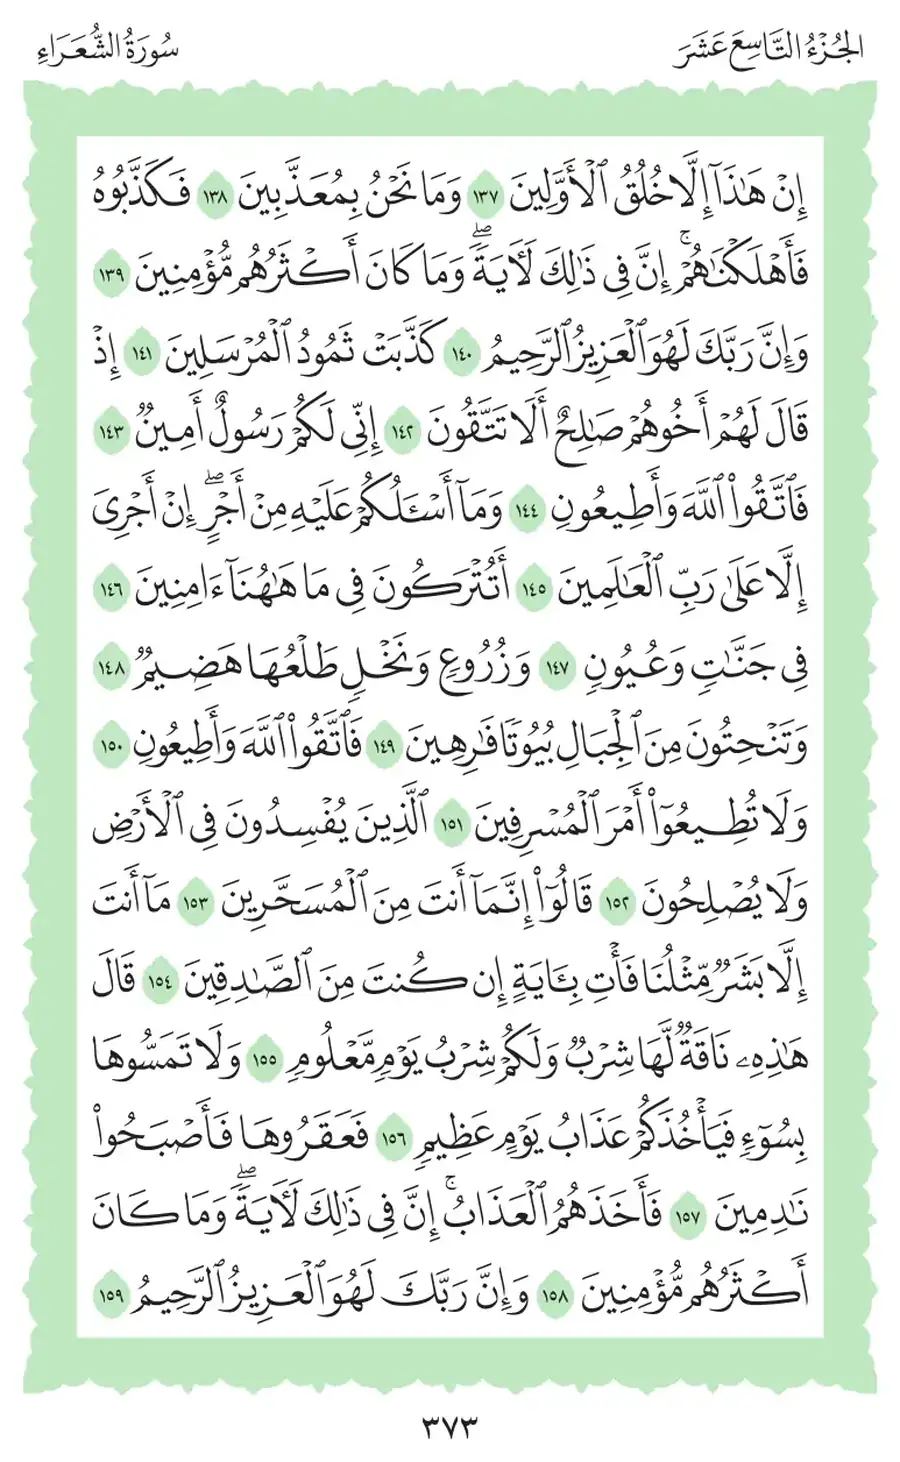 الجُزْءُ التَّاسِعَ عَشَرَ
سُورَةُ الشُّعَرَاءِ
إِنْ هَٰذَآ إِلَّا خُلُقُ ٱلْأَوَّلِينَ ١٣٧ وَمَا نَحْنُ بِمُعَذَّبِينَ ١٣٨ فَكَذَّبُوهُ
فَأَهْلَكْنَٰهُمْۚ إِنَّ فِى ذَٰلِكَ لَأٓيَةًۖ وَمَا كَانَ أَكْثَرُهُم مُّؤْمِنِينَ ١٣٩
وَإِنَّ رَبَّكَ لَهُوَ ٱلْعَزِيزُ ٱلرَّحِيمُ ١٤٠ كَذَّبَتْ ثَمُودُ ٱلْمُرْسَلِينَ ١٤١ إِذْ
قَالَ لَهُمْ أَخُوهُمْ صَٰلِحٌ أَلَا تَتَّقُونَ ١٤٢ إِنِّى لَكُمْ رَسُولٌ أَمِينٌ ١٤٣
فَٱتَّقُوا۟ ٱللَّهَ وَأَطِيعُونِ ١٤٤ وَمَآ أَسْـَٔلُكُمْ عَلَيْهِ مِنْ أَجْرٍۖ إِنْ أَجْرِىَ
إِلَّا عَلَىٰ رَبِّ ٱلْعَٰلَمِينَ ١٤٥ أَتُتْرَكُونَ فِى مَا هَٰهُنَآ ءَامِنِينَ ١٤٦
فِى جَنَّٰتٍ وَعُيُونٍ ١٤٧ وَزُرُوعٍ وَنَخْلٍ طَلْعُهَا هَضِيمٌ ١٤٨
وَتَنْحِتُونَ مِنَ ٱلْجِبَالِ بُيُوتًا فَٰرِهِينَ ١٤٩ فَٱتَّقُوا۟ ٱللَّهَ وَأَطِيعُونِ ١٥٠
وَلَا تُطِيعُوٓا۟ أَمْرَ ٱلْمُسْرِفِينَ ١٥١ ٱلَّذِينَ يُفْسِدُونَ فِى ٱلْأَرْضِ
وَلَا يُصْلِحُونَ ١٥٢ قَالُوٓا۟ إِنَّمَآ أَنتَ مِنَ ٱلْمُسَحَّرِينَ ١٥٣ مَآ أَنتَ
إِلَّا بَشَرٌ مِّثْلُنَا فَأْتِ بِـَٔايَةٍ إِن كُنتَ مِنَ ٱلصَّٰدِقِينَ ١٥٤ قَالَ
هَٰذِهِۦ نَاقَةٌ لَّهَا شِرْبٌ وَلَكُمْ شِرْبُ يَوْمٍ مَّعْلُومٍ ١٥٥ وَلَا تَمَسُّوهَا
بِسُوٓءٍ فَيَأْخُذَكُمْ عَذَابُ يَوْمٍ عَظِيمٍ ١٥٦ فَعَقَرُوهَا فَأَصْبَحُوا۟
نَٰدِمِينَ ١٥٧ فَأَخَذَهُمُ ٱلْعَذَابُۚ إِنَّ فِى ذَٰلِكَ لَأٓيَةًۖ وَمَا كَانَ
أَكْثَرُهُم مُّؤْمِنِينَ ١٥٨ وَإِنَّ رَبَّكَ لَهُوَ ٱلْعَزِيزُ ٱلرَّحِيمُ ١٥٩
٣٧٣